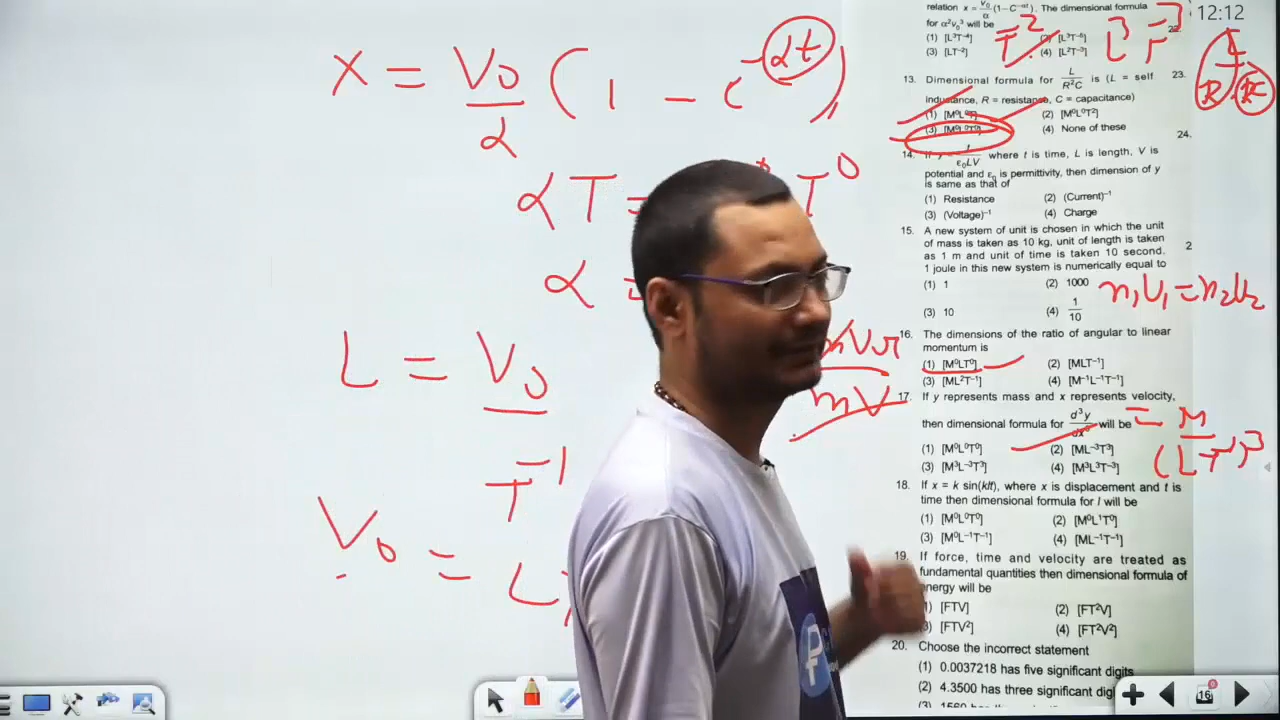 x = V₀/α (1 - e^-αt)
αT = T⁰
α =
L = V₀/T⁻¹
V₀ = L
12:12
relation x = V₀/α (1-C^-αt). The dimensional formula
for α²v₀³ will be
(1) [L³T⁻⁴]
(3) [LT⁻²] (4) [L²T⁻³]
T⁻² L³ T⁻³
13. Dimensional formula for L/R²C is (L = self
inductance, R = resistance, C = capacitance)
(1) [M⁰L⁰T] (2) [M⁰L⁰T²]
(3) [M⁰L⁰T⁰] (4) None of these
23.
24.
14. where t is time, L is length, V is
ε₀LV
potential and ε₀ is permittivity, then dimension of y
is same as that of
(1) Resistance (2) (Current)⁻¹
(3) (Voltage)⁻¹ (4) Charge
15. A new system of unit is chosen in which the unit
of mass is taken as 10 kg, unit of length is taken
as 1 m and unit of time is taken 10 second.
1 joule in this new system is numerically equal to
(1) 1 (2) 1000
(3) 10 (4) 1/10
2
n₁U₁ = n₂U₂
16. The dimensions of the ratio of angular to linear
momentum is
(1) [M⁰LT⁰] (2) [MLT⁻¹]
(3) [ML²T⁻¹] (4) [M⁻¹L⁻¹T⁻¹]
mVr
mV
17. If y represents mass and x represents velocity,
then dimensional formula for d³y/dx³ will be
(1) [M⁰L⁰T⁰] (2) [ML⁻³T³]
(3) [M³L⁻³T³] (4) [M³L³T⁻³]
= M/(LT⁻¹)³
18. If x = k sin(klt), where x is displacement and t is
time then dimensional formula for l will be
(1) [M⁰L⁰T⁰] (2) [M⁰L¹T⁰]
(3) [M⁰L⁻¹T⁻¹] (4) [ML⁻¹T⁻¹]
19. If force, time and velocity are treated as
fundamental quantities then dimensional formula of
energy will be
1) [FTV] (2) [FT²V]
3) [FTV²] (4) [FT²V²]
20. Choose the incorrect statement
(1) 0.0037218 has five significant digits
(2) 4.3500 has three significant dig
16